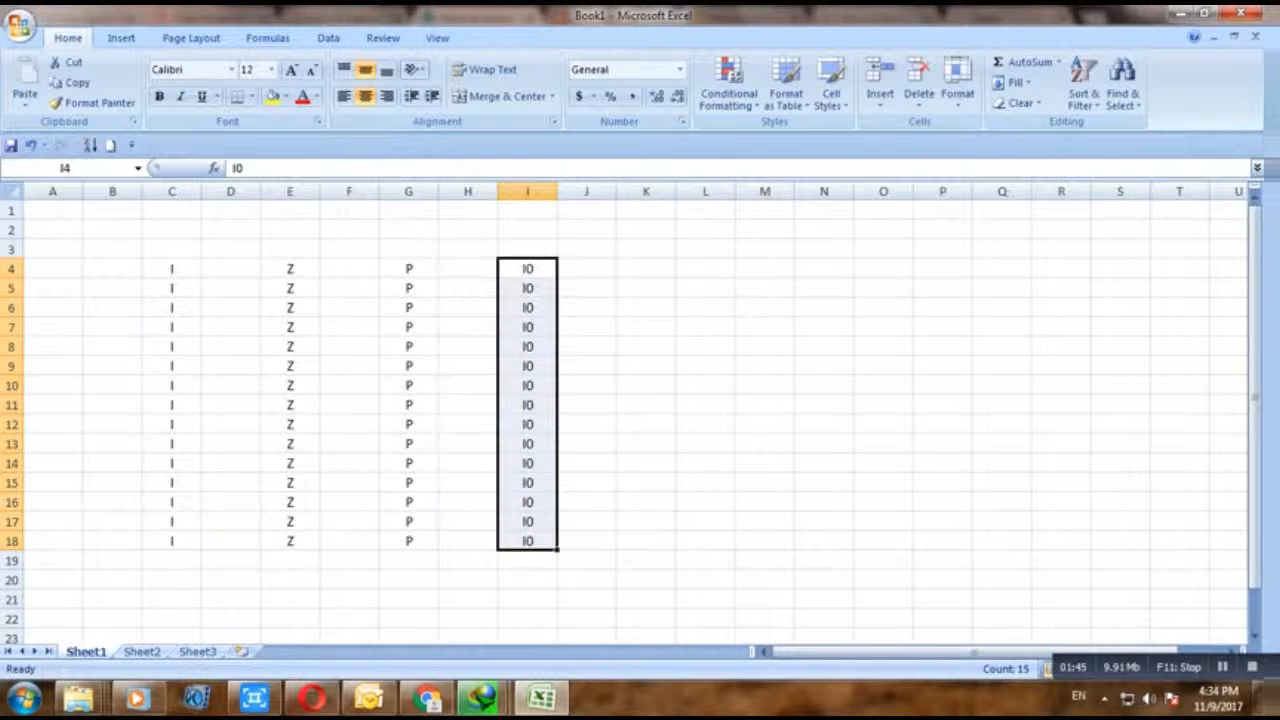 Book1 - Microsoft Excel
Home Insert Page Layout Formulas Data Review View
Cut
Copy
Format Painter
Paste
Clipboard
Calibri 12
B I U
Font
Wrap Text
Merge & Center
Alignment
General
$ % ,
Number
Conditional Formatting
Format as Table
Cell Styles
Styles
Insert Delete Format
Cells
AutoSum
Fill
Clear
Sort & Filter
Find & Select
Editing
I4 fx I0
A B C D E F G H I J K L M N O P Q R S T U
1
2
3
4 I Z P I0
5 I Z P I0
6 I Z P I0
7 I Z P I0
8 I Z P I0
9 I Z P I0
10 I Z P I0
11 I Z P I0
12 I Z P I0
13 I Z P I0
14 I Z P I0
15 I Z P I0
16 I Z P I0
17 I Z P I0
18 I Z P I0
19
20
21
22
23
Sheet1 Sheet2 Sheet3
Ready Count: 15 01:45 9.91Mb F11: Stop
EN 4:34 PM
11/9/2017